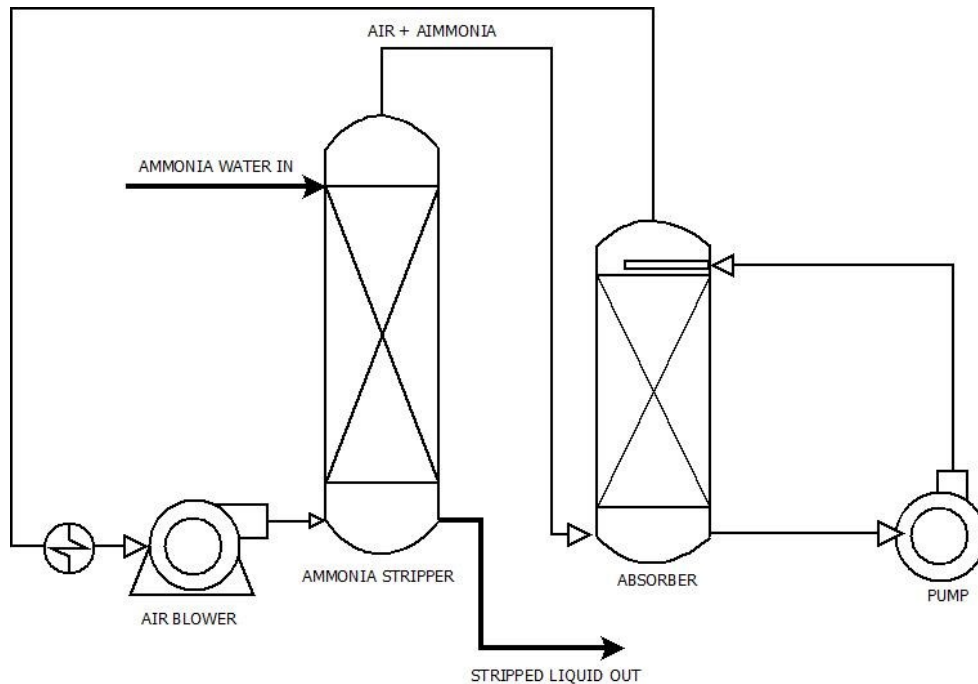 AIR + AIMMONIA
AMMONIA WATER IN
AMMONIA STRIPPER
ABSORBER
PUMP
AIR BLOWER
STRIPPED LIQUID OUT